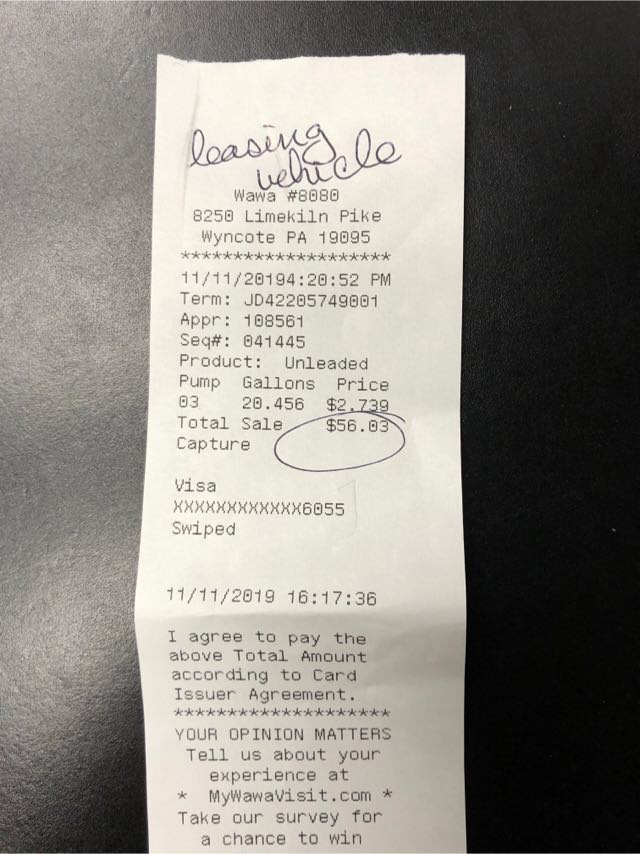 leasing
vehicle
Wawa #8080
8250 Limekiln Pike
Wyncote PA 19095
********************
11/11/20194:20:52 PM
Term: JD42205749001
Appr: 108561
Seq#: 041445
Product:  Unleaded
Pump  Gallons  Price
03    20.456  $2.739
Total Sale    $56.03
Capture
Visa
XXXXXXXXXXXX6055
Swiped
11/11/2019 16:17:36
I agree to pay the
above Total Amount
according to Card
Issuer Agreement.
*********************
YOUR OPINION MATTERS
Tell us about your
experience at
*  MyWawaVisit.com *
Take our survey for
a chance to win